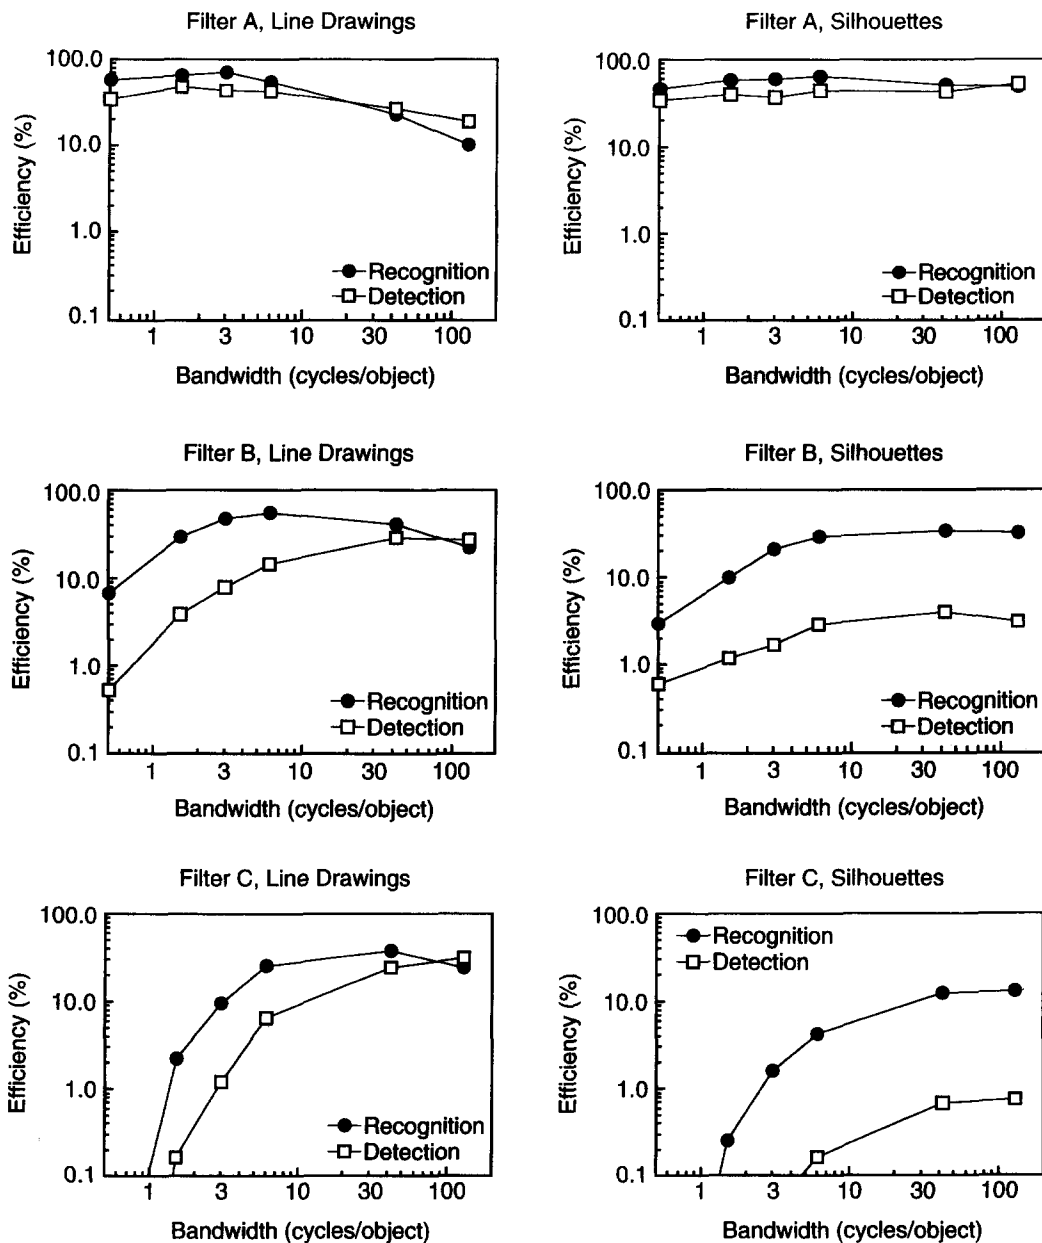 Filter A, Line Drawings
100.0
10.0
1.0
0.1
Efficiency (%)
Recognition
Detection
1 3 10 30 100
Bandwidth (cycles/object)
Filter A, Silhouettes
100.0
10.0
1.0
0.1
Efficiency (%)
Recognition
Detection
1 3 10 30 100
Bandwidth (cycles/object)
Filter B, Line Drawings
100.0
10.0
1.0
0.1
Efficiency (%)
Recognition
Detection
1 3 10 30 100
Bandwidth (cycles/object)
Filter B, Silhouettes
100.0
10.0
1.0
0.1
Efficiency (%)
Recognition
Detection
1 3 10 30 100
Bandwidth (cycles/object)
Filter C, Line Drawings
100.0
10.0
1.0
0.1
Efficiency (%)
Recognition
Detection
1 3 10 30 100
Bandwidth (cycles/object)
Filter C, Silhouettes
100.0
10.0
1.0
0.1
Efficiency (%)
Recognition
Detection
1 3 10 30 100
Bandwidth (cycles/object)